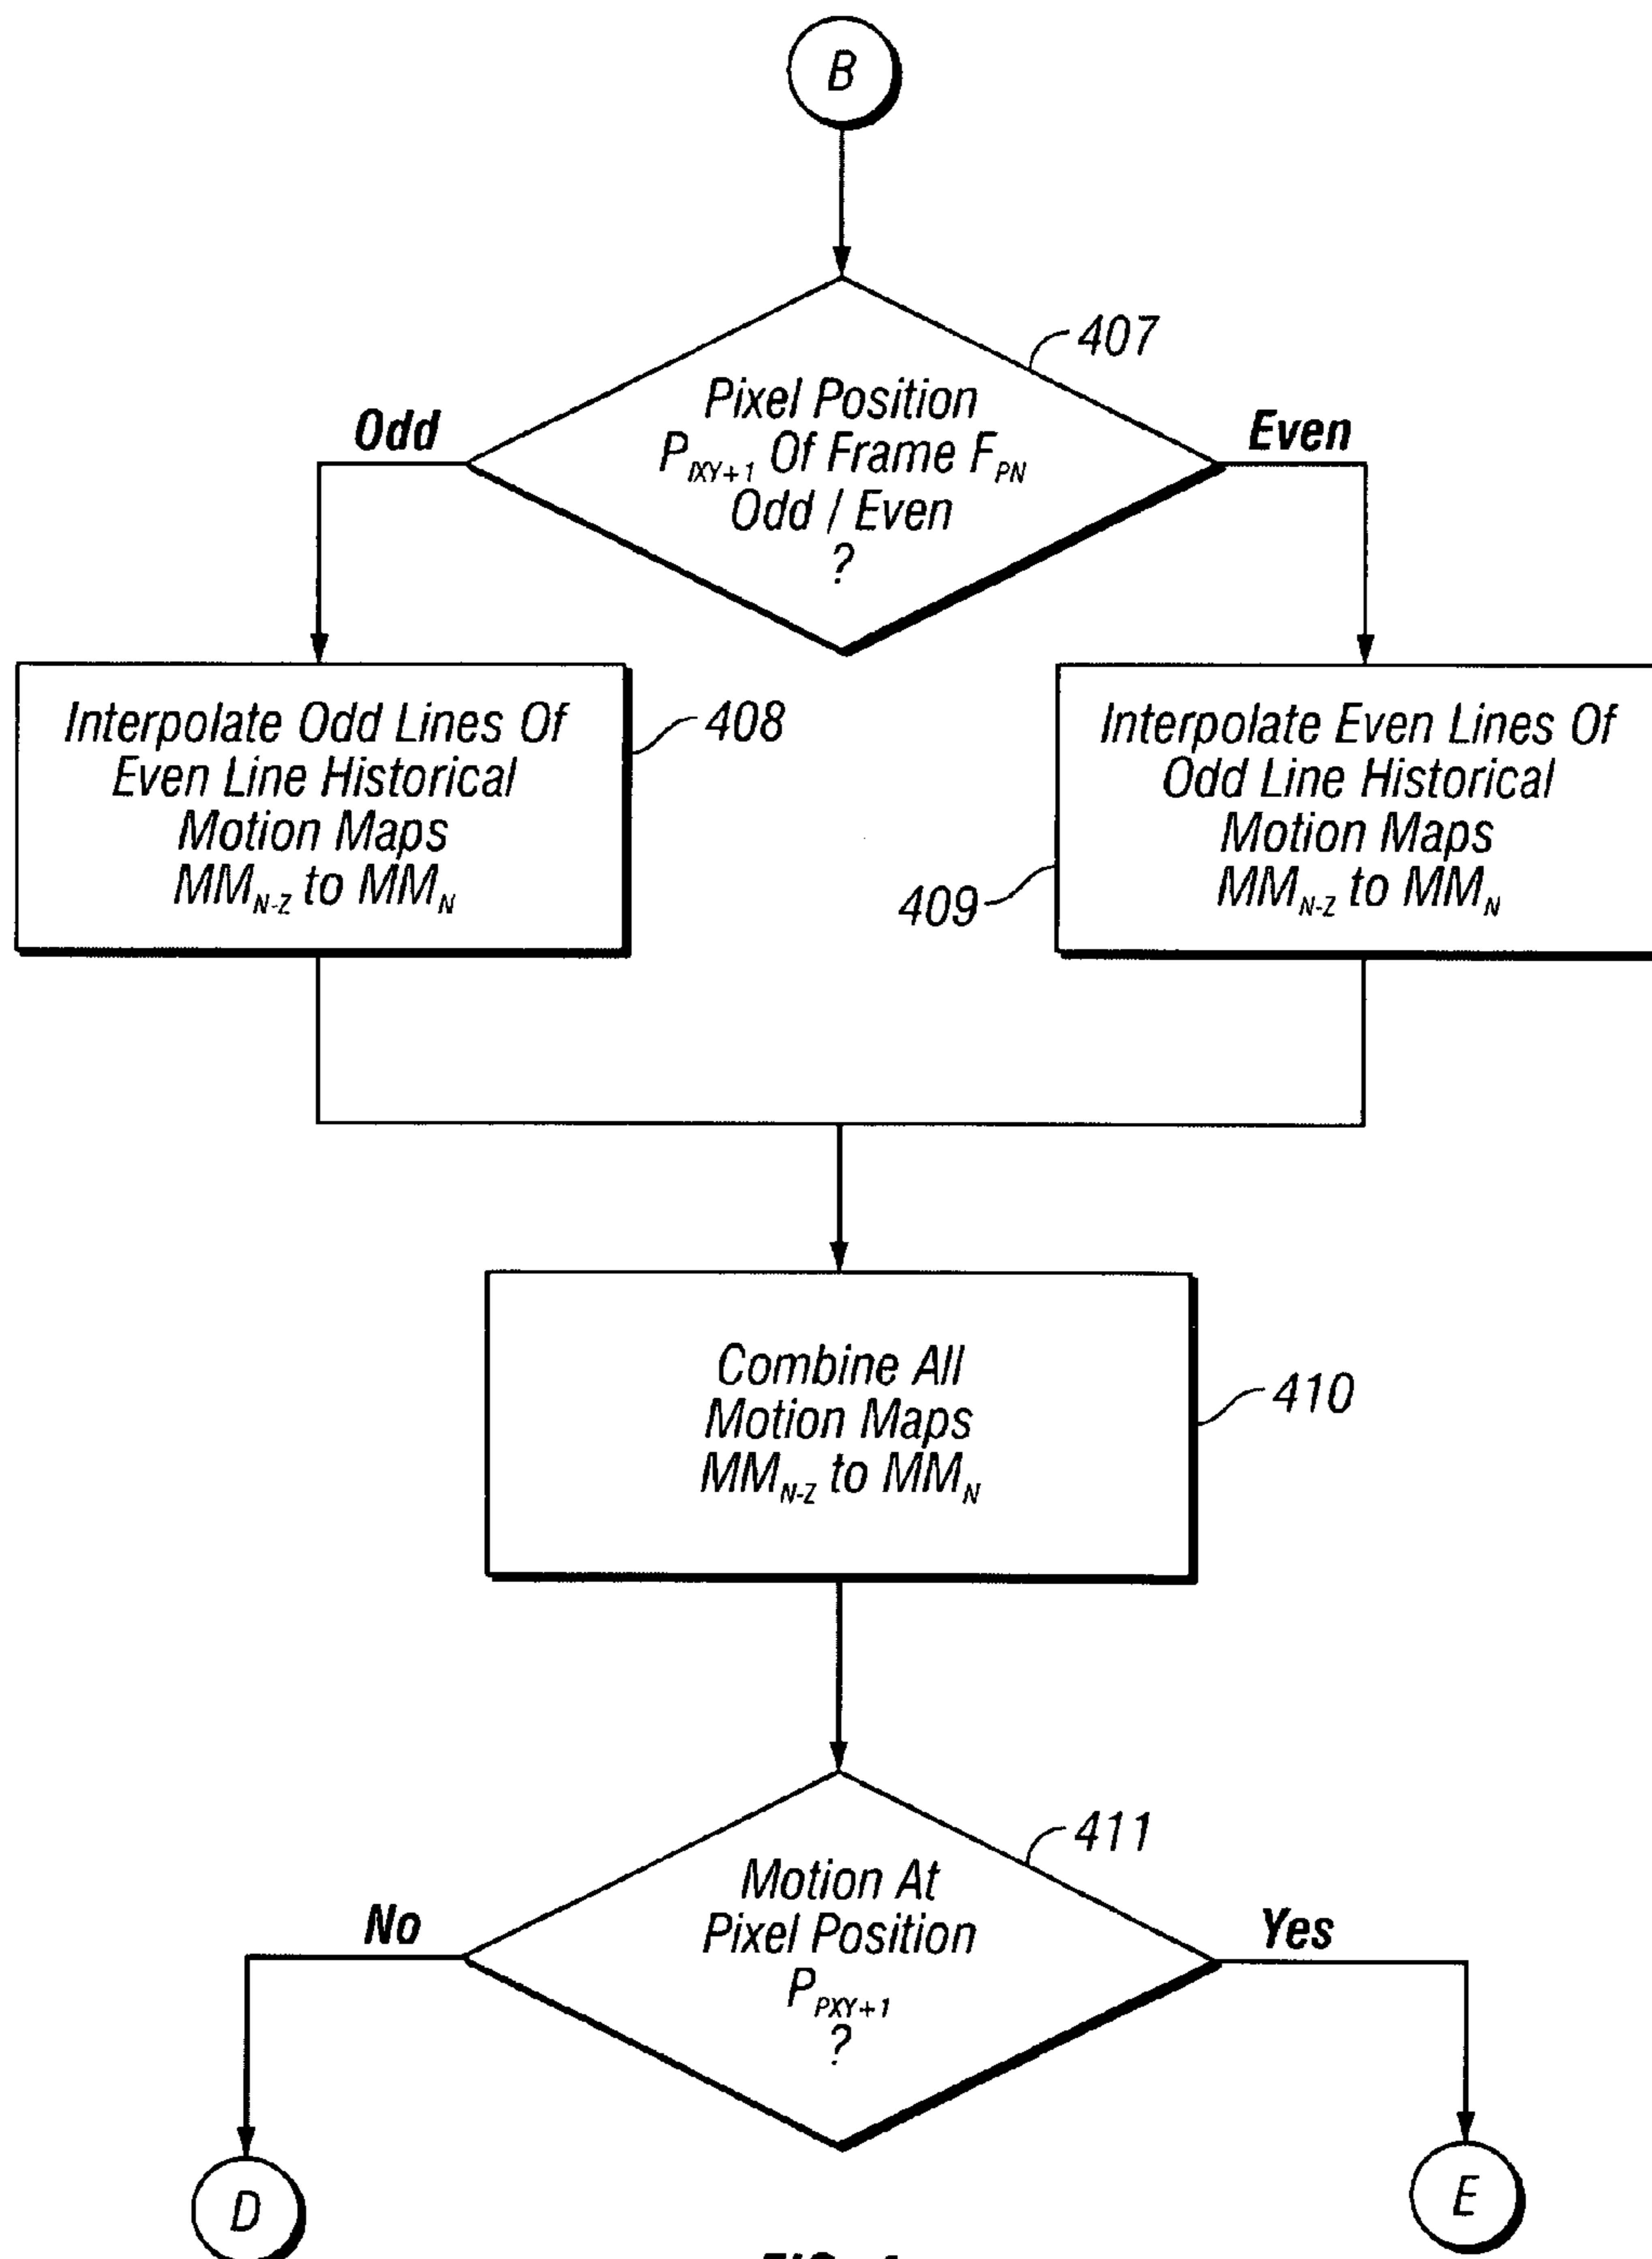 B
407
Pixel Position
P_IXY+1 Of Frame F_PN
Odd / Even
?
Odd
Even
Interpolate Odd Lines Of
Even Line Historical
Motion Maps
MM_N-Z to MM_N
408
Interpolate Even Lines Of
Odd Line Historical
Motion Maps
MM_N-Z to MM_N
409
Combine All
Motion Maps
MM_N-Z to MM_N
410
411
Motion At
Pixel Position
P_PXY+1
?
No
Yes
D
E